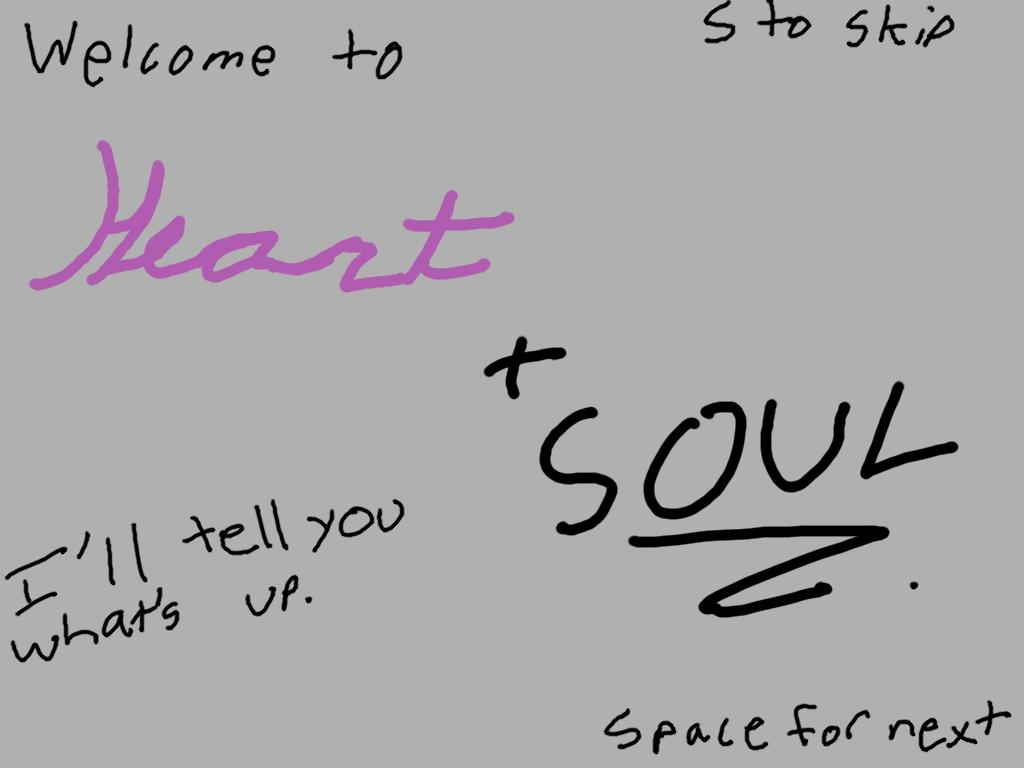 Welcome to
S to skip
Heart
+
SOUL
I'll tell you
what's up.
Space for next